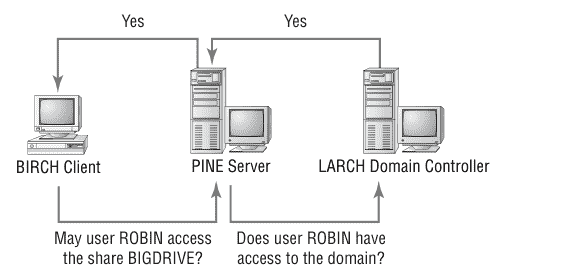 Yes
Yes
BIRCH Client
PINE Server
LARCH Domain Controller
May user ROBIN access
the share BIGDRIVE?
Does user ROBIN have
access to the domain?